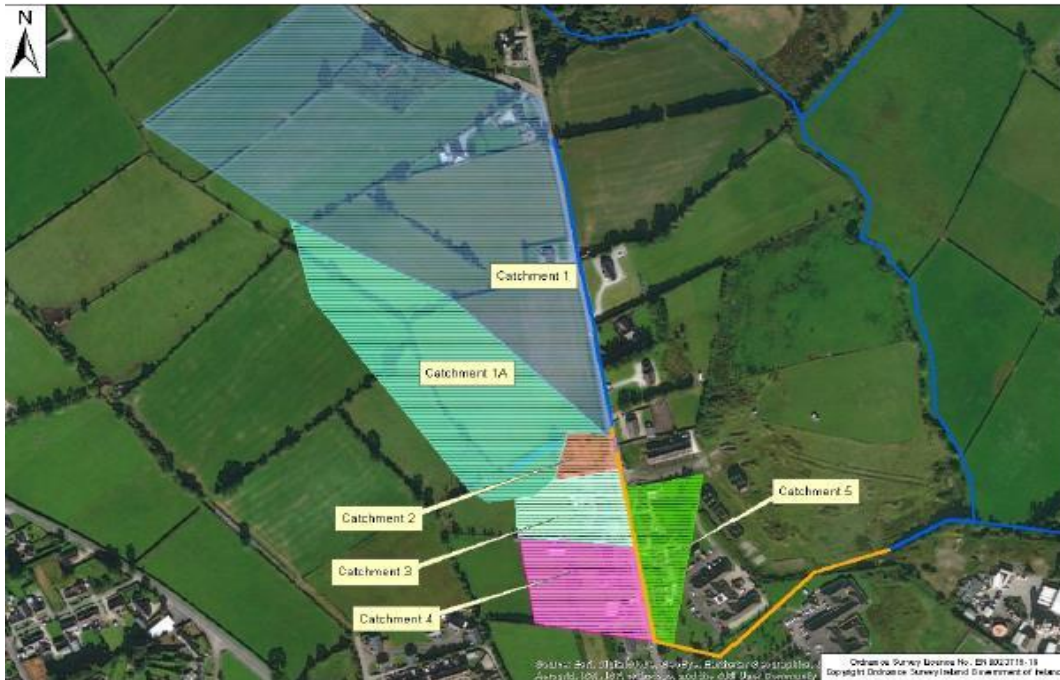 N
Catchment 1
Catchment 1A
Catchment 5
Catchment 2
Catchment 3
Catchment 4
Ordnance Survey Licence No. EN
Copyright Ordnance Survey Ireland Government of Ireland